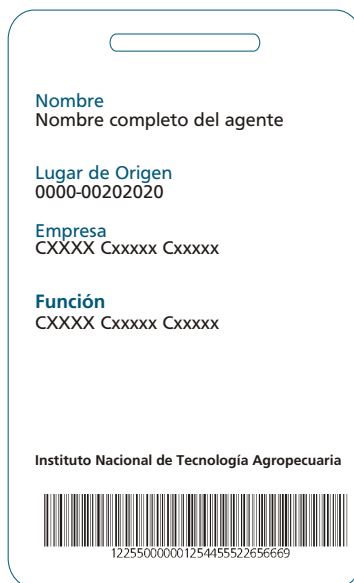 Nombre
Nombre completo del agente
Lugar de Origen
0000-00202020
Empresa
CXXXX Cxxxxx Cxxxxx
Función
CXXXX Cxxxxx Cxxxxx
Instituto Nacional de Tecnología Agropecuaria
122550000001254455522656669